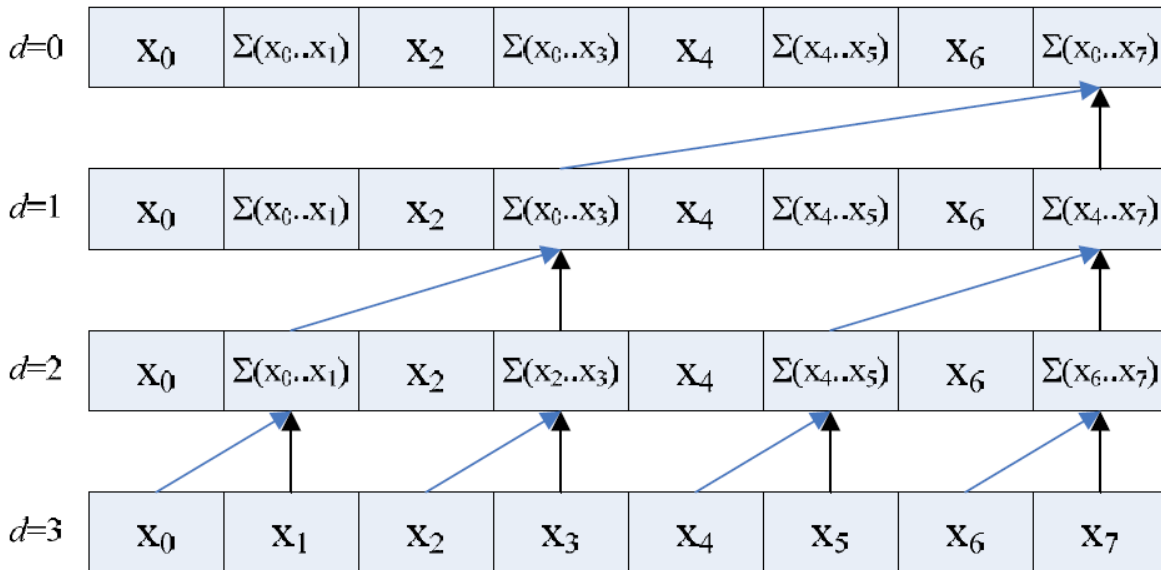 d=0 x₀ Σ(x₀..x₁) x₂ Σ(x₀..x₃) x₄ Σ(x₄..x₅) x₆ Σ(x₀..x₇)
d=1 x₀ Σ(x₀..x₁) x₂ Σ(x₀..x₃) x₄ Σ(x₄..x₅) x₆ Σ(x₄..x₇)
d=2 x₀ Σ(x₀..x₁) x₂ Σ(x₂..x₃) x₄ Σ(x₄..x₅) x₆ Σ(x₆..x₇)
d=3 x₀ x₁ x₂ x₃ x₄ x₅ x₆ x₇